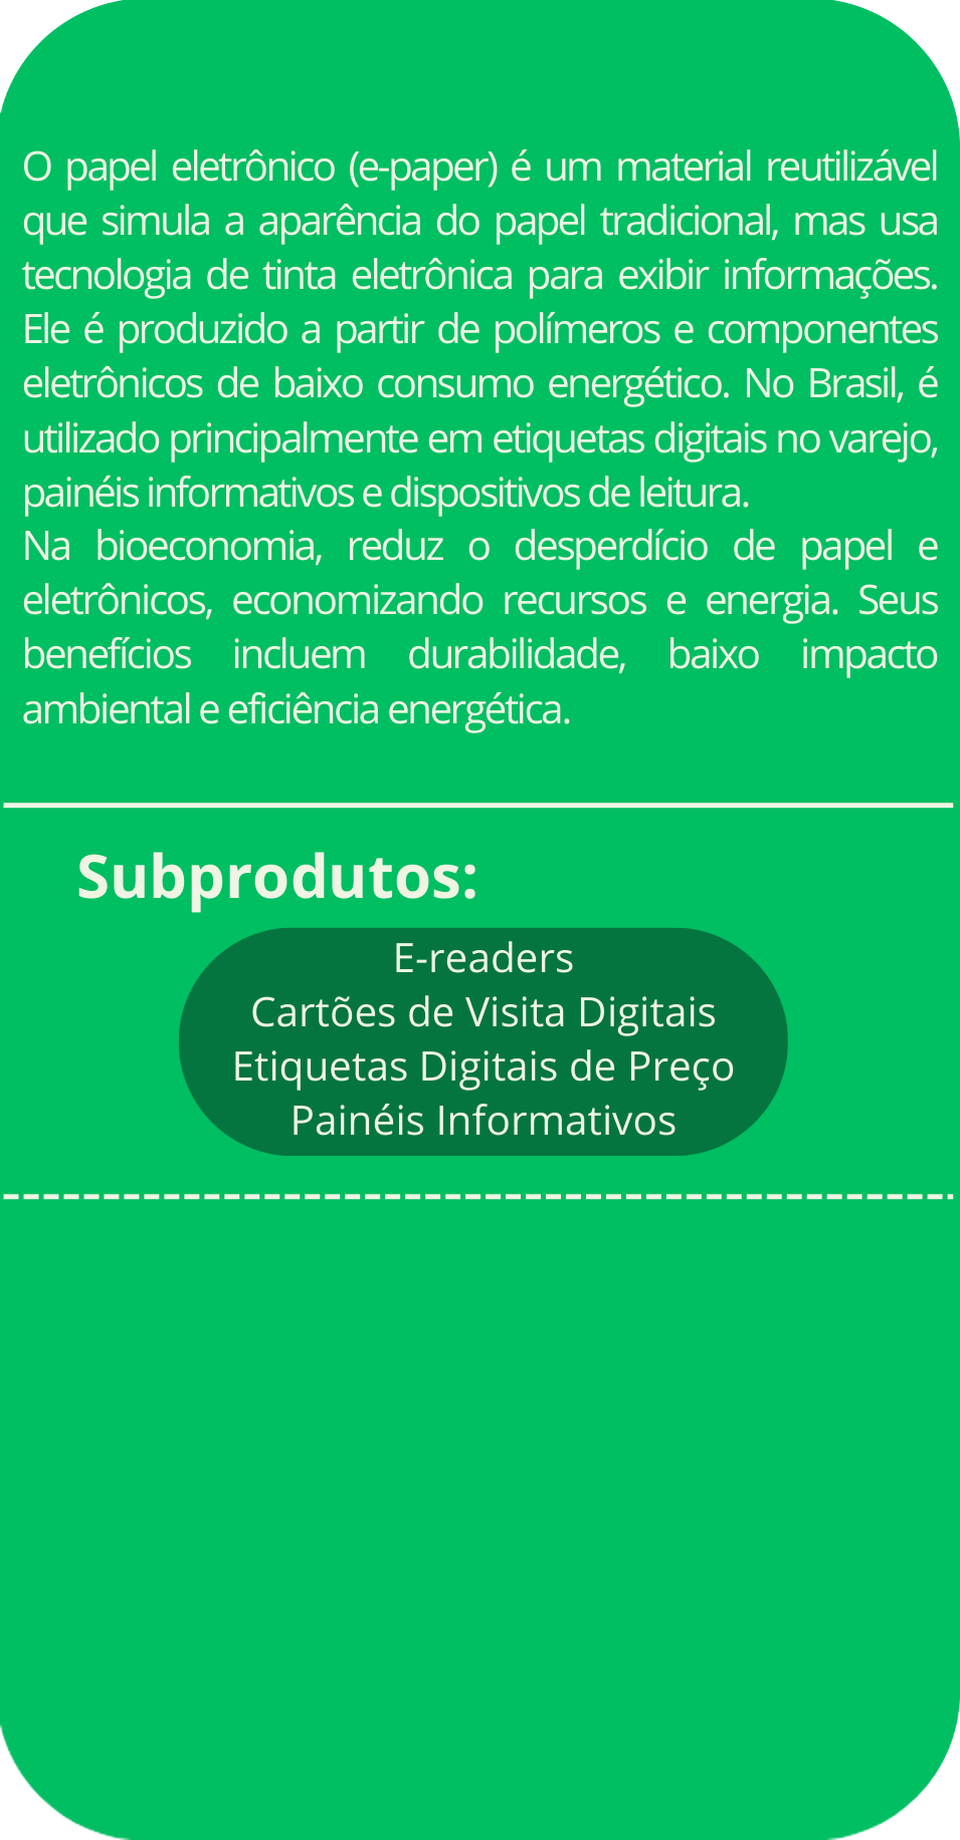 O papel eletrônico (e-paper) é um material reutilizável
que simula a aparência do papel tradicional, mas usa
tecnologia de tinta eletrônica para exibir informações.
Ele é produzido a partir de polímeros e componentes
eletrônicos de baixo consumo energético. No Brasil, é
utilizado principalmente em etiquetas digitais no varejo,
painéis informativos e dispositivos de leitura.
Na bioeconomia, reduz o desperdício de papel e
eletrônicos, economizando recursos e energia. Seus
benefícios incluem durabilidade, baixo impacto
ambiental e eficiência energética.
Subprodutos:
E-readers
Cartões de Visita Digitais
Etiquetas Digitais de Preço
Painéis Informativos